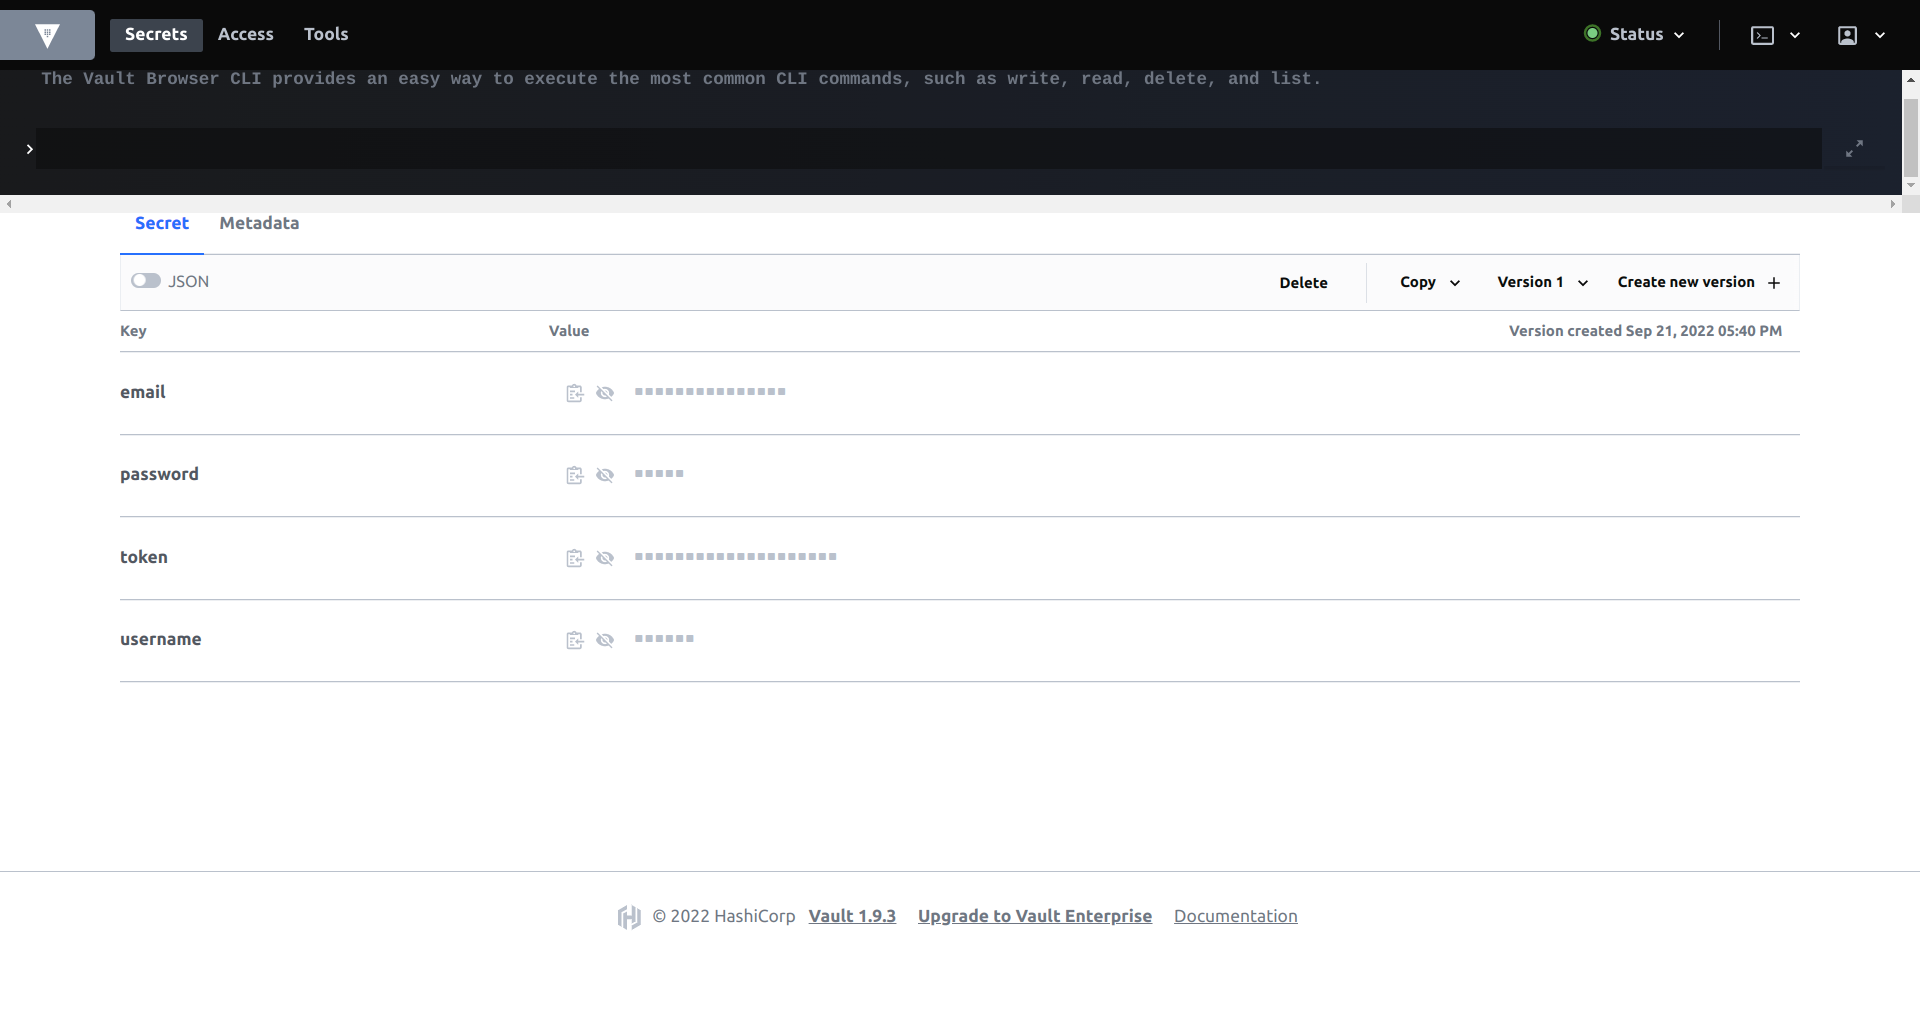 Secrets Access Tools Status
The Vault Browser CLI provides an easy way to execute the most common CLI commands, such as write, read, delete, and list.
Secret Metadata
JSON Delete Copy Version 1 Create new version
Key Value Version created Sep 21, 2022 05:40 PM
email
password
token
username
© 2022 HashiCorp Vault 1.9.3 Upgrade to Vault Enterprise Documentation